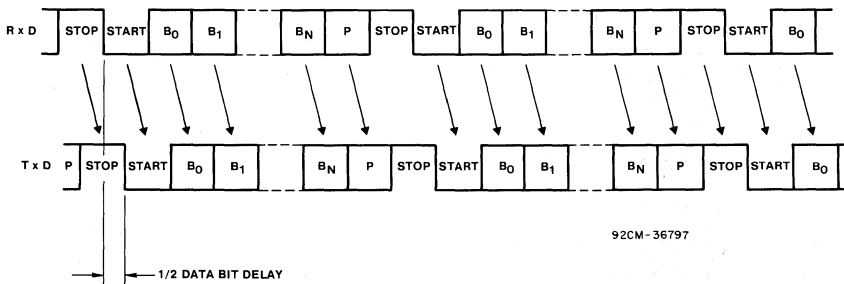 R x D STOP START B0 B1 BN P STOP START B0 B1 BN P STOP START B0
T x D P STOP START B0 B1 BN P STOP START B0 B1 BN P STOP START B0
92CM-36797
1/2 DATA BIT DELAY